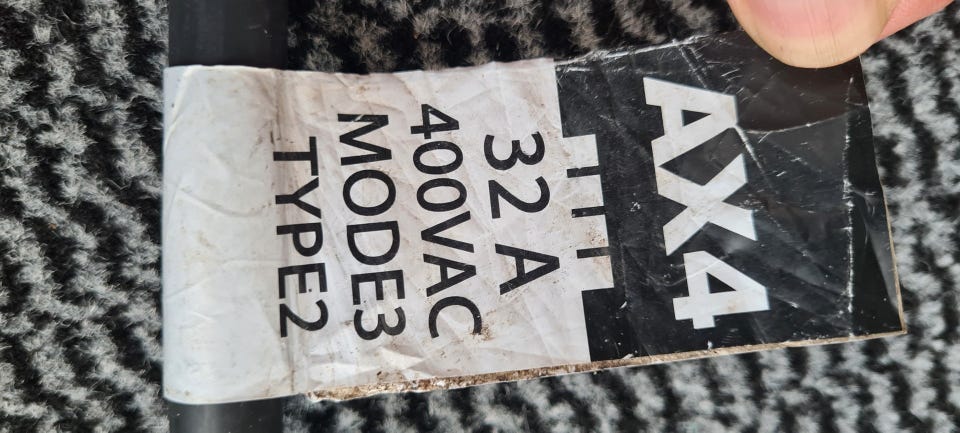 AX4
32 A
400VAC
MODE3
TYPE2